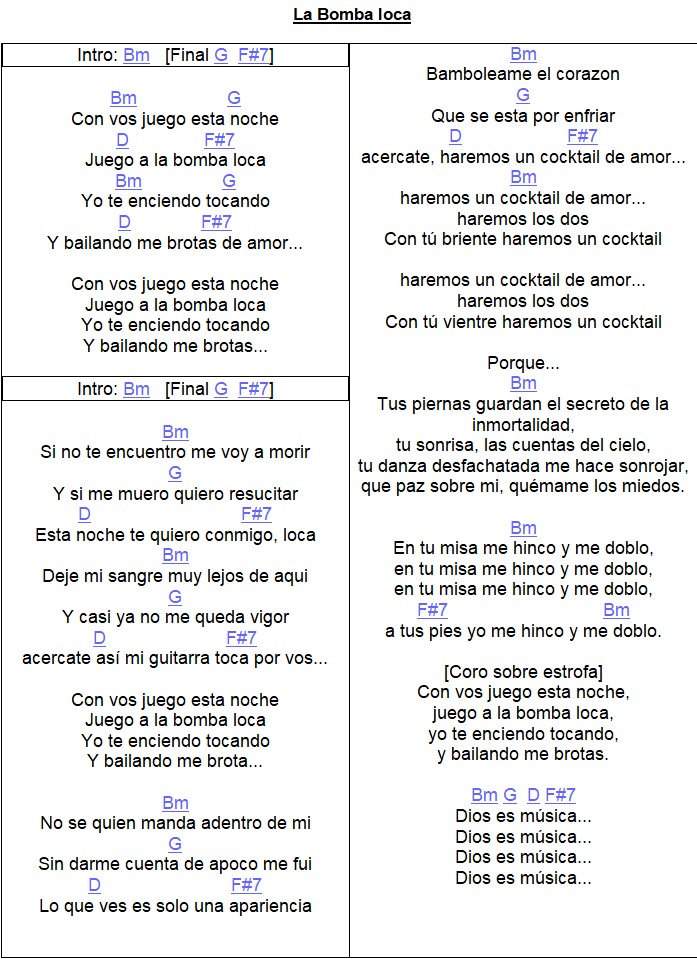 La Bomba loca
Intro: Bm [Final G F#7]
Bm G
Con vos juego esta noche
D F#7
Juego a la bomba loca
Bm G
Yo te enciendo tocando
D F#7
Y bailando me brotas de amor...
Con vos juego esta noche
Juego a la bomba loca
Yo te enciendo tocando
Y bailando me brotas...
Intro: Bm [Final G F#7]
Bm
Si no te encuentro me voy a morir
G
Y si me muero quiero resucitar
D F#7
Esta noche te quiero conmigo, loca
Bm
Deje mi sangre muy lejos de aqui
G
Y casi ya no me queda vigor
D F#7
acercate así mi guitarra toca por vos...
Con vos juego esta noche
Juego a la bomba loca
Yo te enciendo tocando
Y bailando me brota...
Bm
No se quien manda adentro de mi
G
Sin darme cuenta de apoco me fui
D F#7
Lo que ves es solo una apariencia
Bm
Bamboleame el corazon
G
Que se esta por enfriar
D F#7
acercate, haremos un cocktail de amor...
Bm
haremos un cocktail de amor...
haremos los dos
Con tú briente haremos un cocktail
haremos un cocktail de amor...
haremos los dos
Con tú vientre haremos un cocktail
Porque...
Bm
Tus piernas guardan el secreto de la
inmortalidad,
tu sonrisa, las cuentas del cielo,
tu danza desfachatada me hace sonrojar,
que paz sobre mi, quémame los miedos.
Bm
En tu misa me hinco y me doblo,
en tu misa me hinco y me doblo,
en tu misa me hinco y me doblo,
F#7 Bm
a tus pies yo me hinco y me doblo.
[Coro sobre estrofa]
Con vos juego esta noche,
juego a la bomba loca,
yo te enciendo tocando,
y bailando me brotas.
Bm G D F#7
Dios es música...
Dios es música...
Dios es música...
Dios es música...